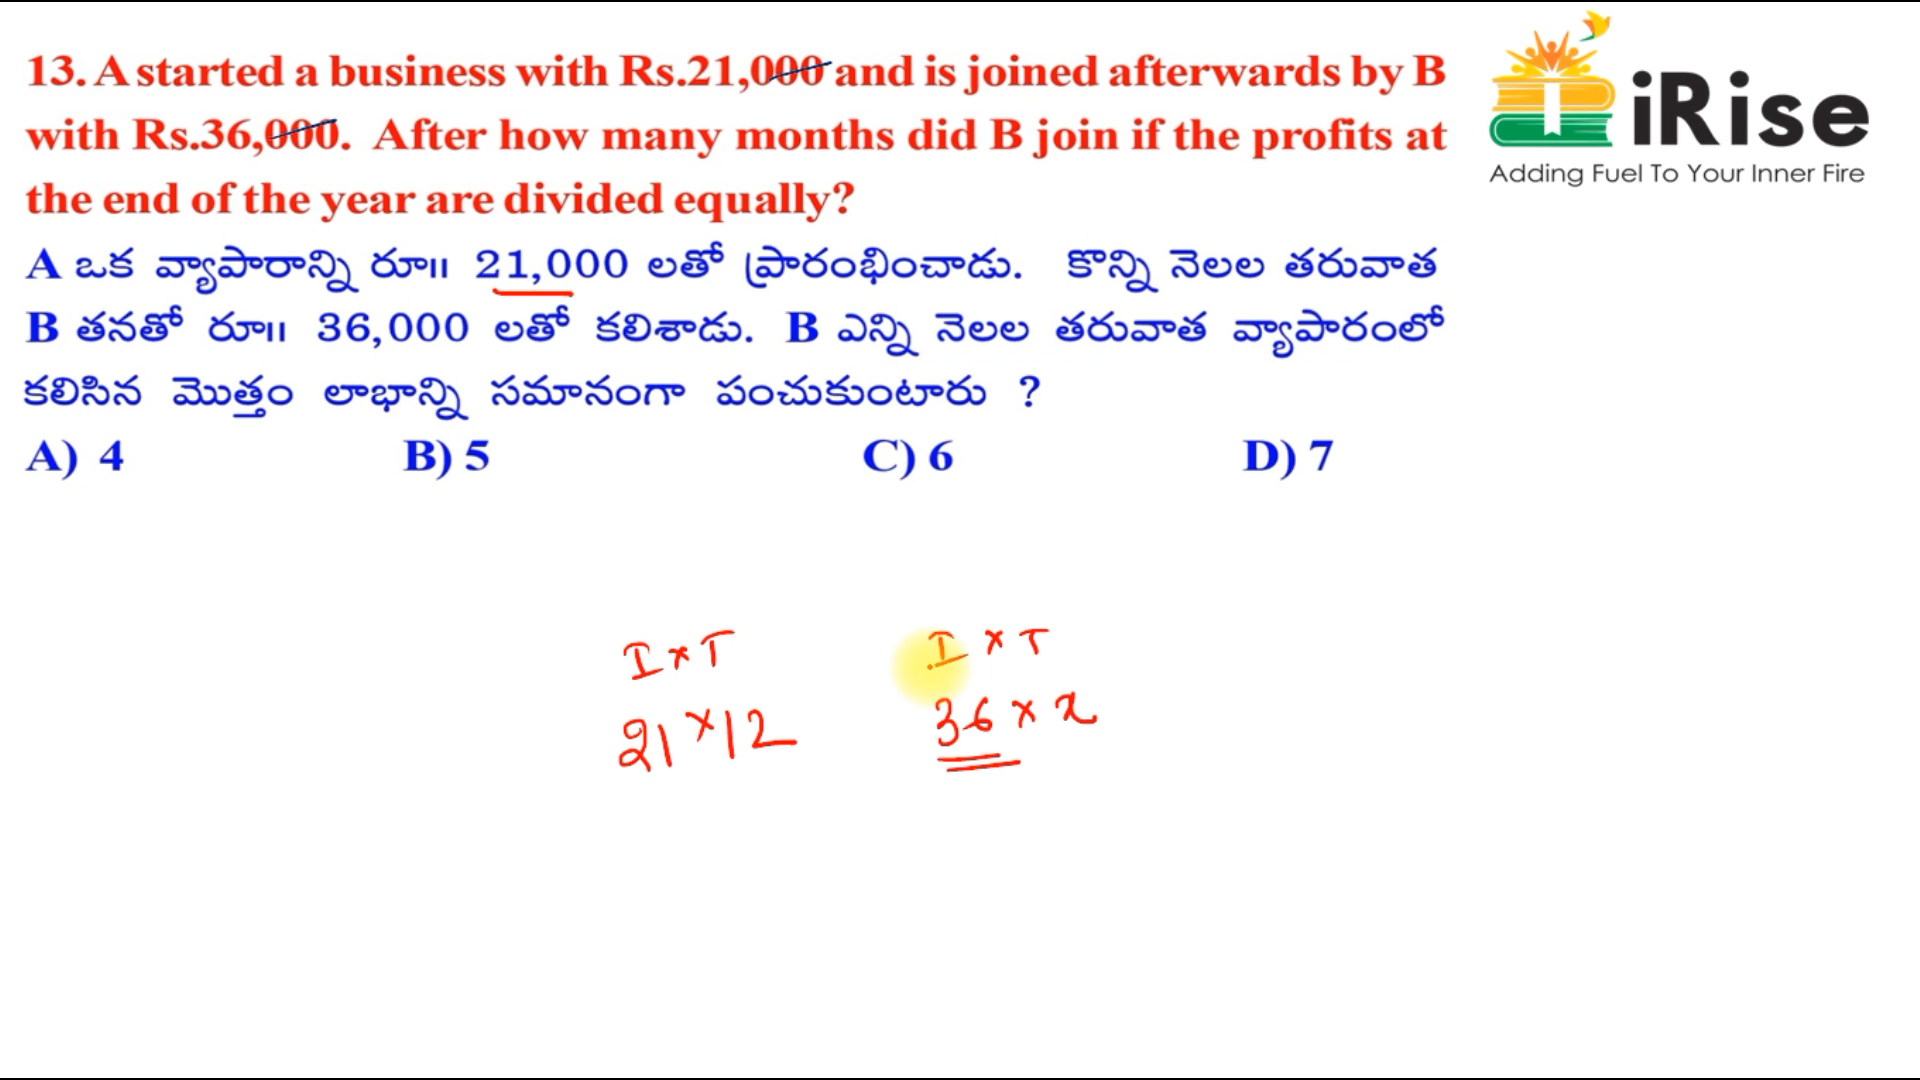 13. A started a business with Rs.21,000 and is joined afterwards by B
with Rs.36,000. After how many months did B join if the profits at
the end of the year are divided equally?
A ఒక వ్యాపారాన్ని రూ॥ 21,000 లతో ప్రారంభించాడు. కొన్ని నెలల తరువాత
B తనతో రూ॥ 36,000 లతో కలిశాడు. B ఎన్ని నెలల తరువాత వ్యాపారంలో
కలిసిన మొత్తం లాభాన్ని సమానంగా పంచుకుంటారు ?
A) 4 B) 5 C) 6 D) 7
iRise
Adding Fuel To Your Inner Fire
I × T I × T
21 × 12 36 × x